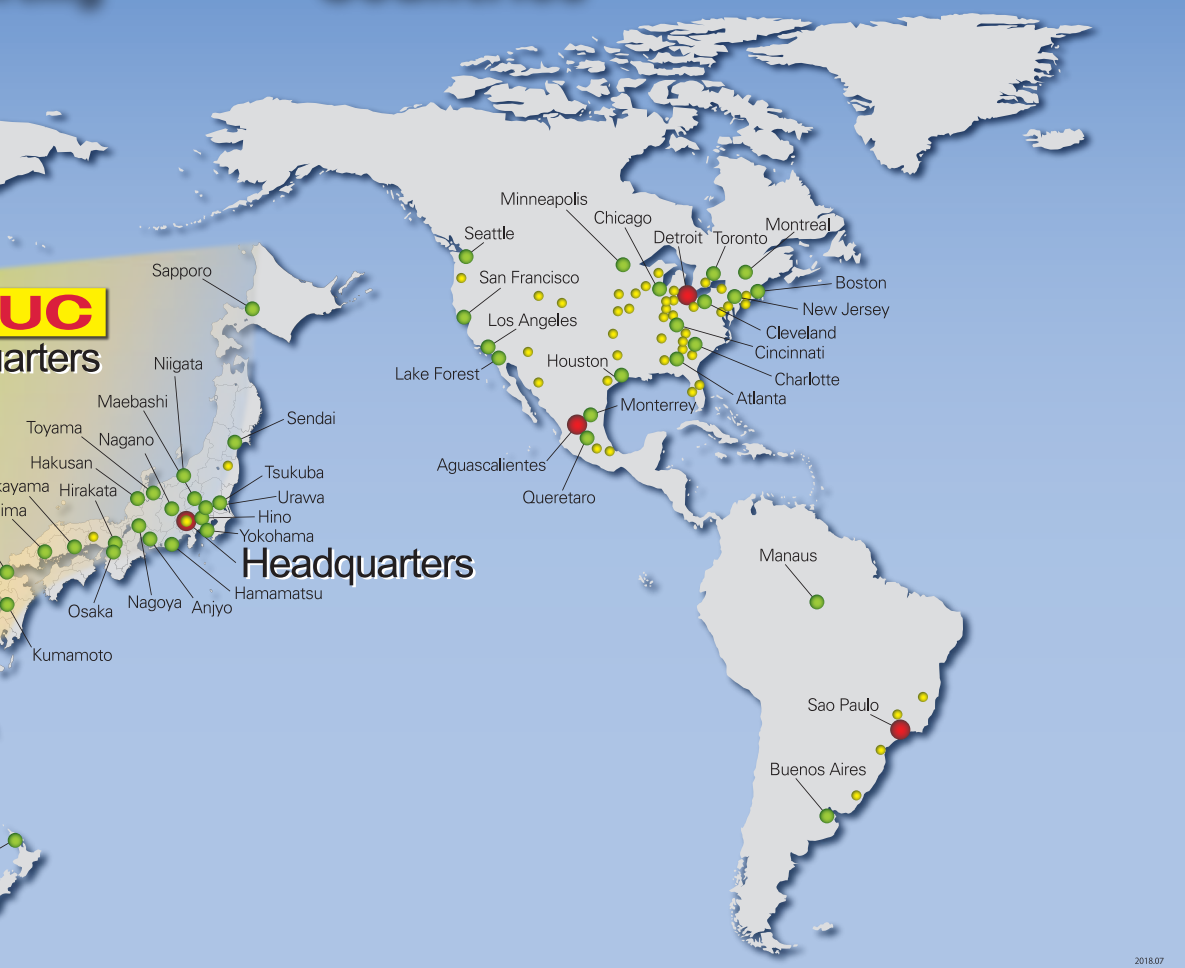 Minneapolis
Chicago
Detroit
Toronto
Montreal
Seattle
San Francisco
Boston
New Jersey
Los Angeles
Cleveland
Cincinnati
Lake Forest
Houston
Charlotte
Atlanta
Monterrey
Aguascalientes
Queretaro
Manaus
Sao Paulo
Buenos Aires
Sapporo
UC
arters
Niigata
Maebashi
Sendai
Toyama
Nagano
Hakusan
Tsukuba
kayama
Hirakata
Urawa
ima
Hino
Yokohama
Headquarters
Hamamatsu
Osaka
Nagoya
Anjyo
Kumamoto
2018.07